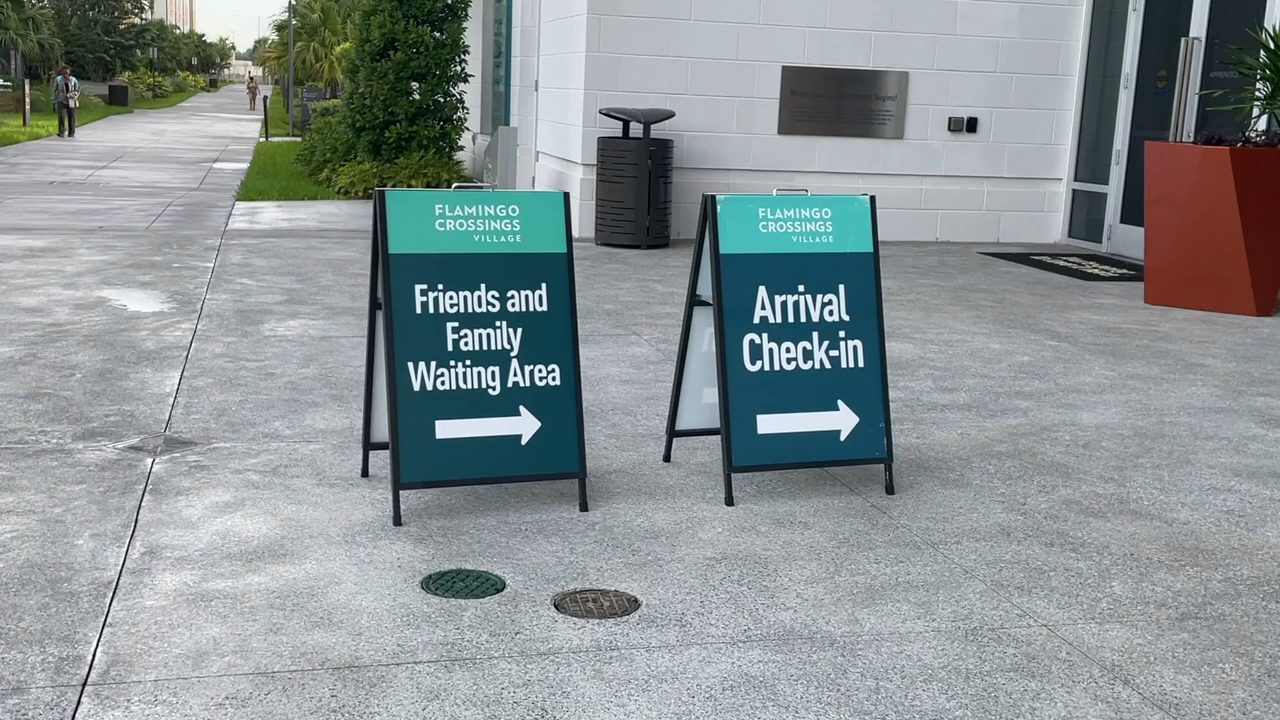 FLAMINGO
CROSSINGS
VILLAGE
Friends and
Family
Waiting Area
FLAMINGO
CROSSINGS
VILLAGE
Arrival
Check-in